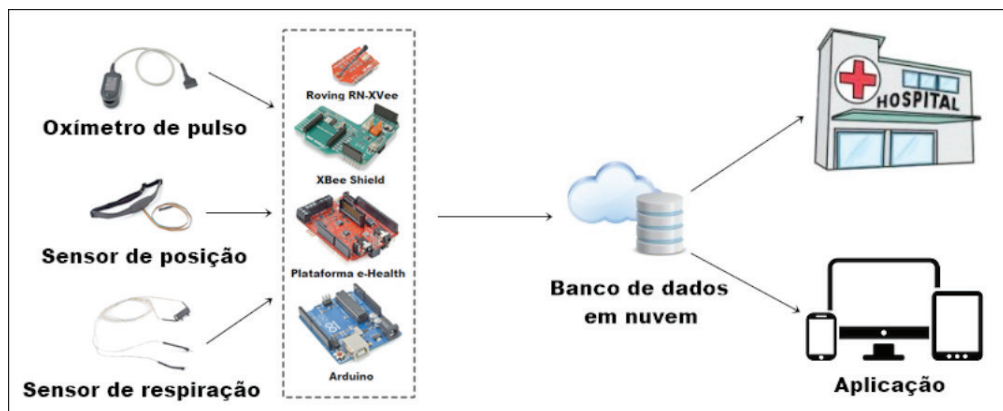 Oxímetro de pulso
Sensor de posição
Sensor de respiração
Roving RN-XVee
XBee Shield
Plataforma e-Health
Arduino
Banco de dados
em nuvem
HOSPITAL
Aplicação